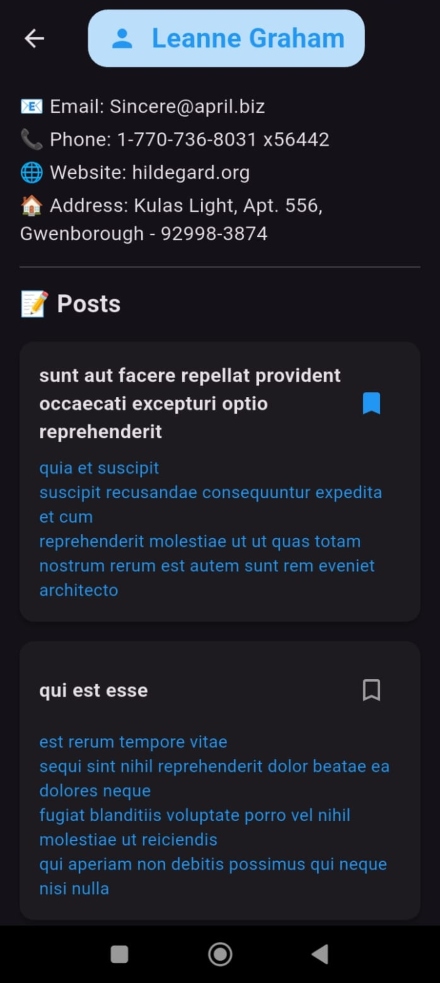 Leanne Graham
📧 Email: Sincere@april.biz
📞 Phone: 1-770-736-8031 x56442
🌐 Website: hildegard.org
🏠 Address: Kulas Light, Apt. 556,
Gwenborough - 92998-3874
📝 Posts
sunt aut facere repellat provident
occaecati excepturi optio
reprehenderit
quia et suscipit
suscipit recusandae consequuntur expedita
et cum
reprehenderit molestiae ut ut quas totam
nostrum rerum est autem sunt rem eveniet
architecto
qui est esse
est rerum tempore vitae
sequi sint nihil reprehenderit dolor beatae ea
dolores neque
fugiat blanditiis voluptate porro vel nihil
molestiae ut reiciendis
qui aperiam non debitis possimus qui neque
nisi nulla